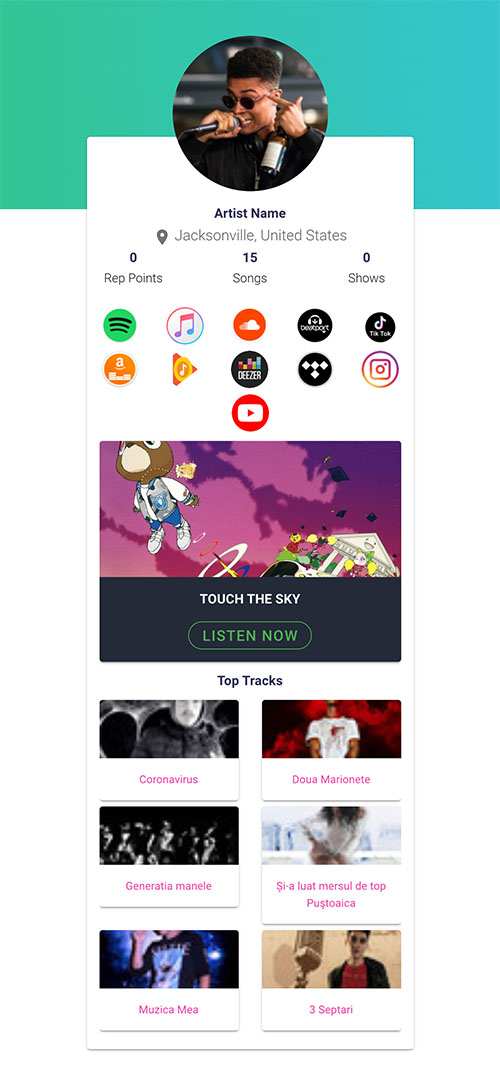 Artist Name
Jacksonville, United States
0 15 0
Rep Points Songs Shows
beatport
Tik Tok
a
DEEZER
TOUCH THE SKY
LISTEN NOW
Top Tracks
Coronavirus Doua Marionete
Generatia manele Și-a luat mersul de top
Puştoaica
Muzica Mea 3 Septari